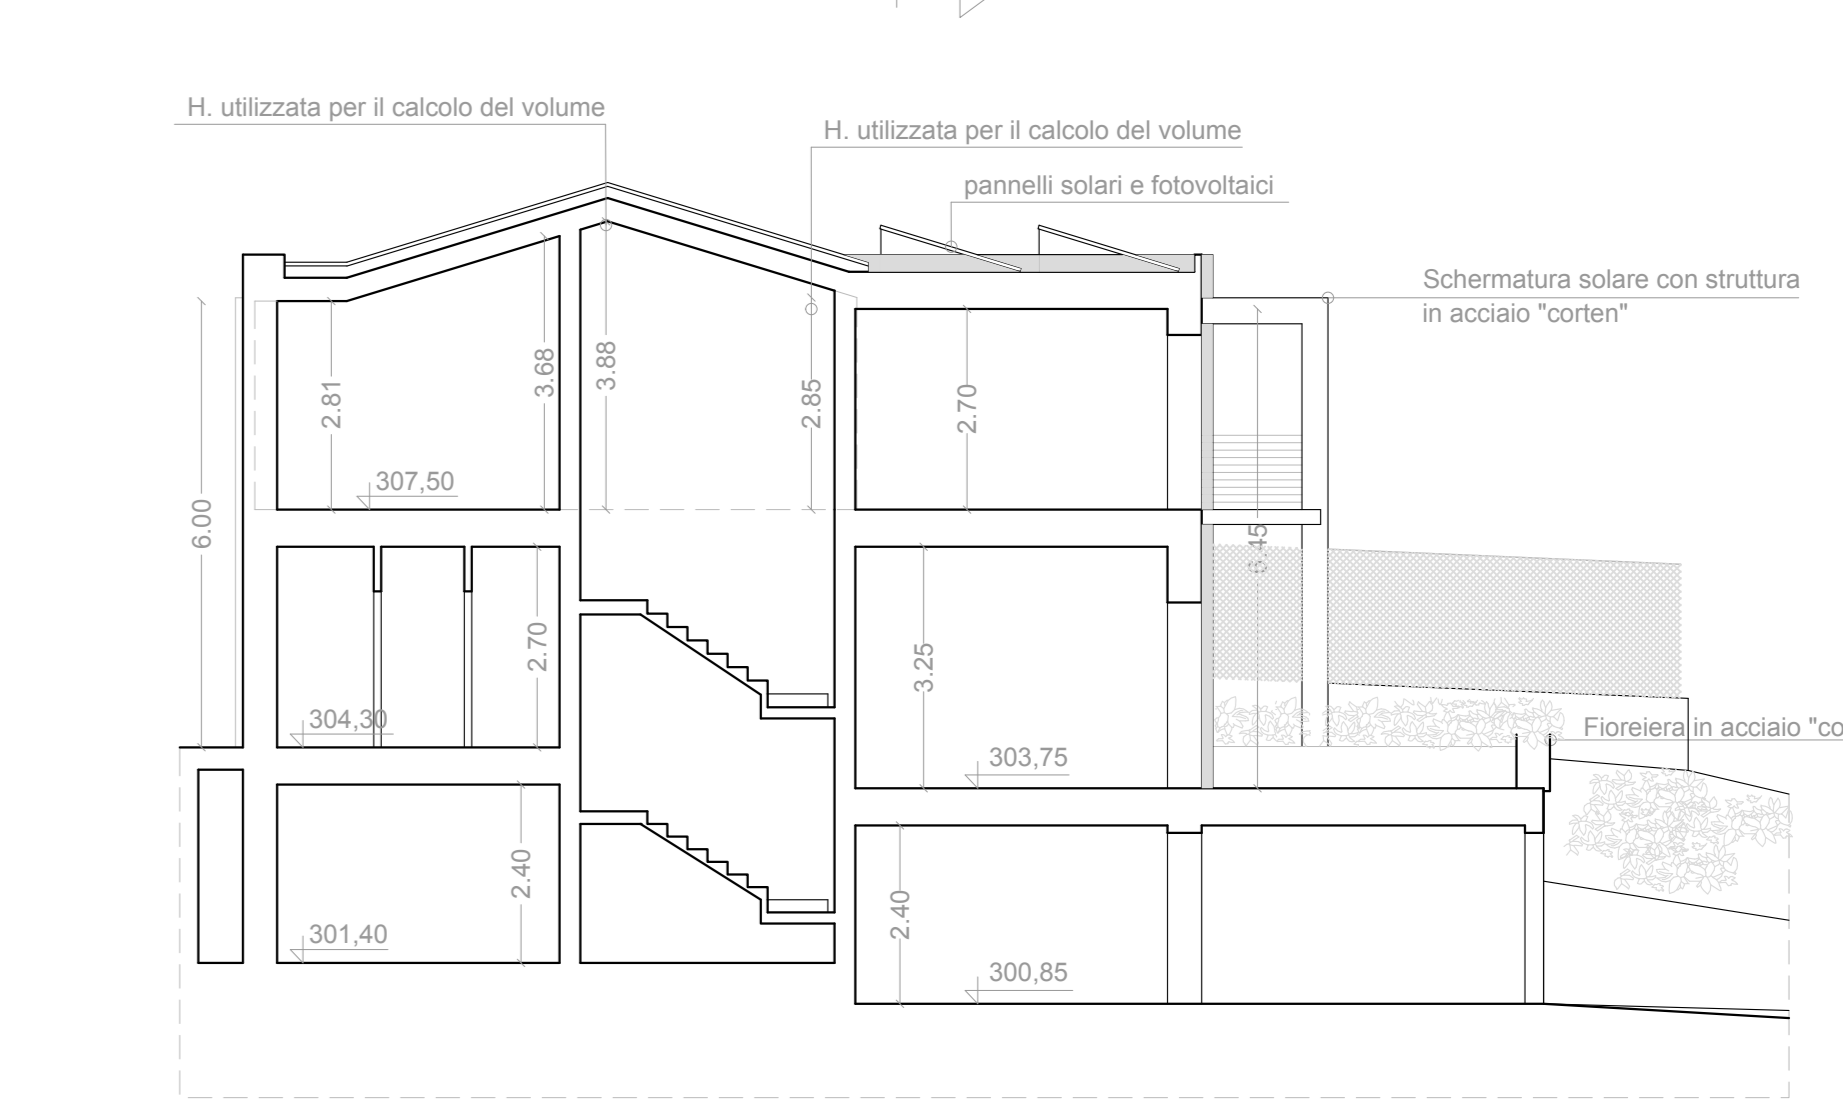 H. utilizzata per il calcolo del volume
H. utilizzata per il calcolo del volume
pannelli solari e fotovoltaici
Schermatura solare con struttura
in acciaio "corten"
6.00
2.81
3.68
3.88
2.85
2.70
307,50
6.45
2.70
3.25
304,30
303,75
Fioreiera in acciaio "co
2.40
2.40
301,40
300,85